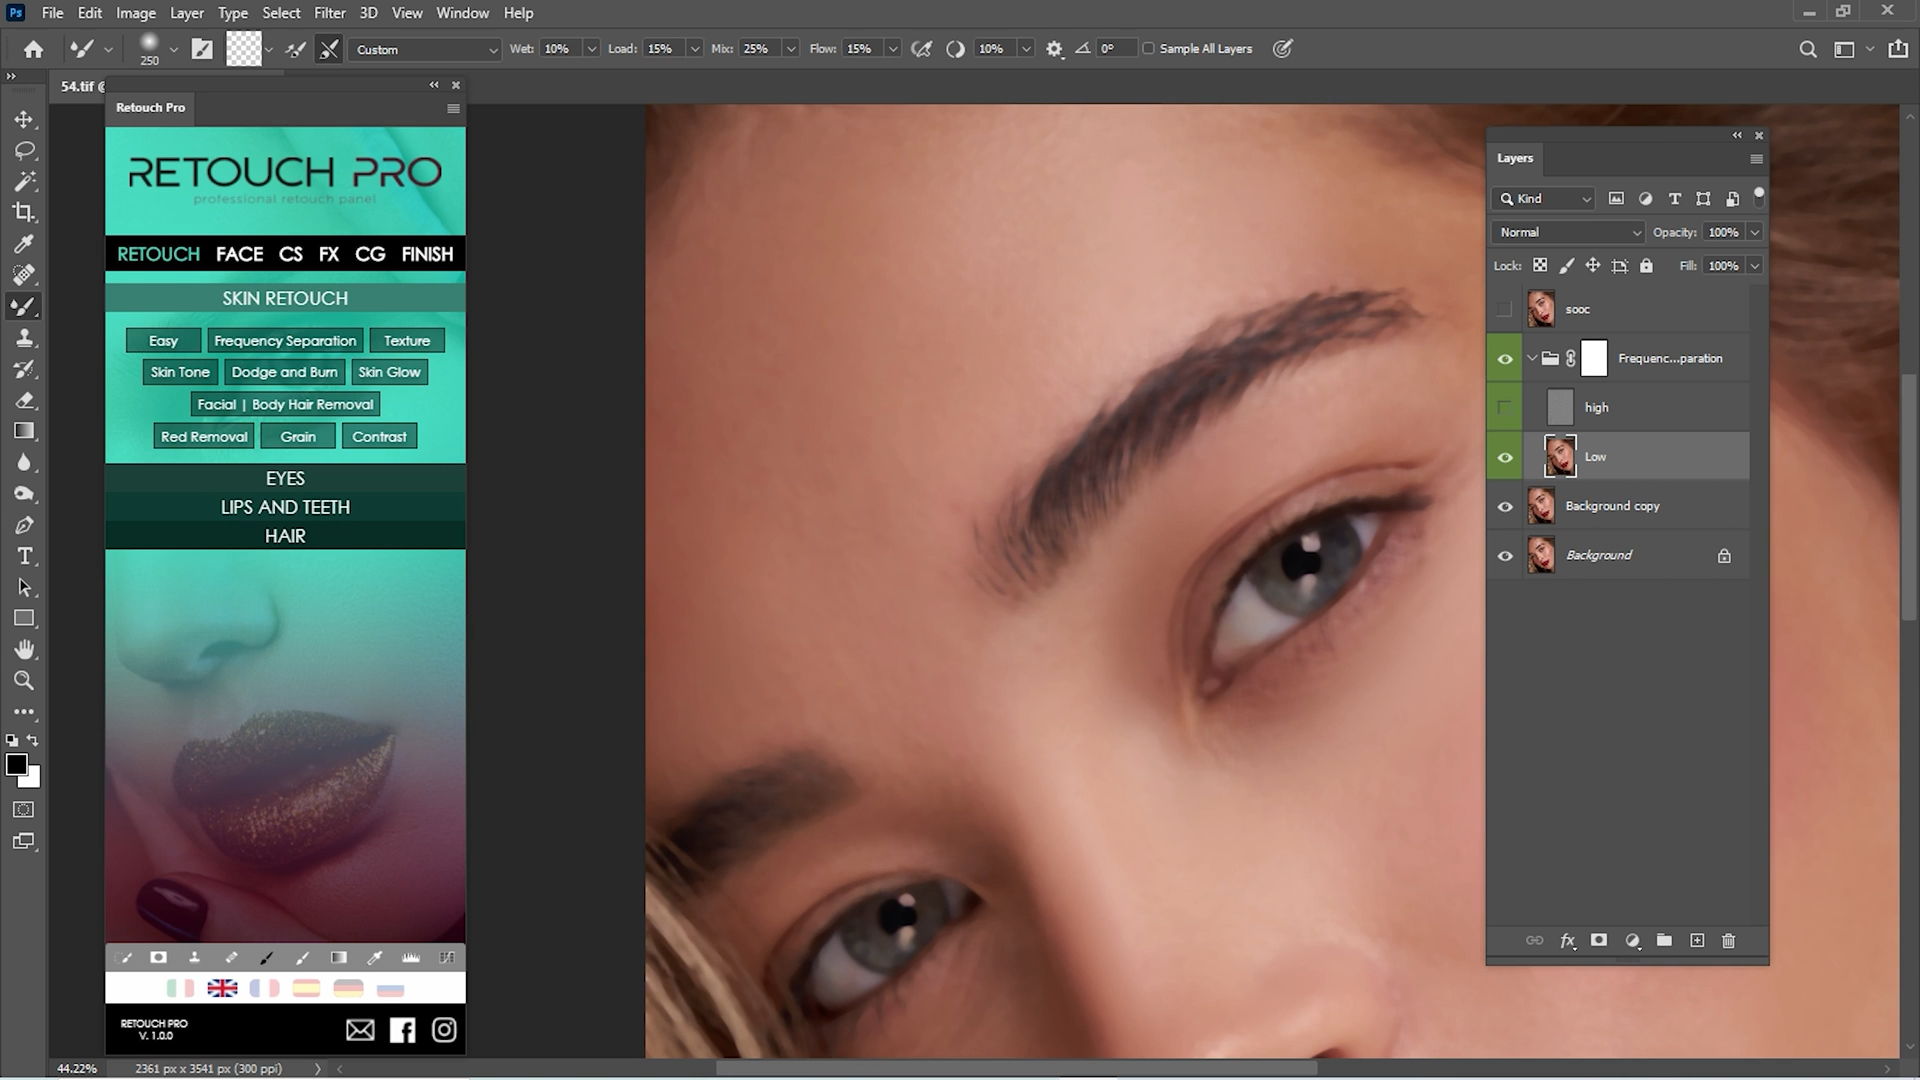 Ps File Edit Image Layer Type Select Filter 3D View Window Help
250 Custom Wet: 10% Load: 15% Mix: 25% Flow: 15% 10% 0° Sample All Layers
54.tif @
Retouch Pro
RETOUCH PRO
professional retouch panel
RETOUCH FACE CS FX CG FINISH
SKIN RETOUCH
Easy Frequency Separation Texture
Skin Tone Dodge and Burn Skin Glow
Facial | Body Hair Removal
Red Removal Grain Contrast
EYES
LIPS AND TEETH
HAIR
RETOUCH PRO
V. 1.0.0
Layers
Kind
Normal Opacity: 100%
Lock: Fill: 100%
sooc
Frequenc...paration
high
Low
Background copy
Background
fx
44.22% 2361 px x 3541 px (300 ppi)